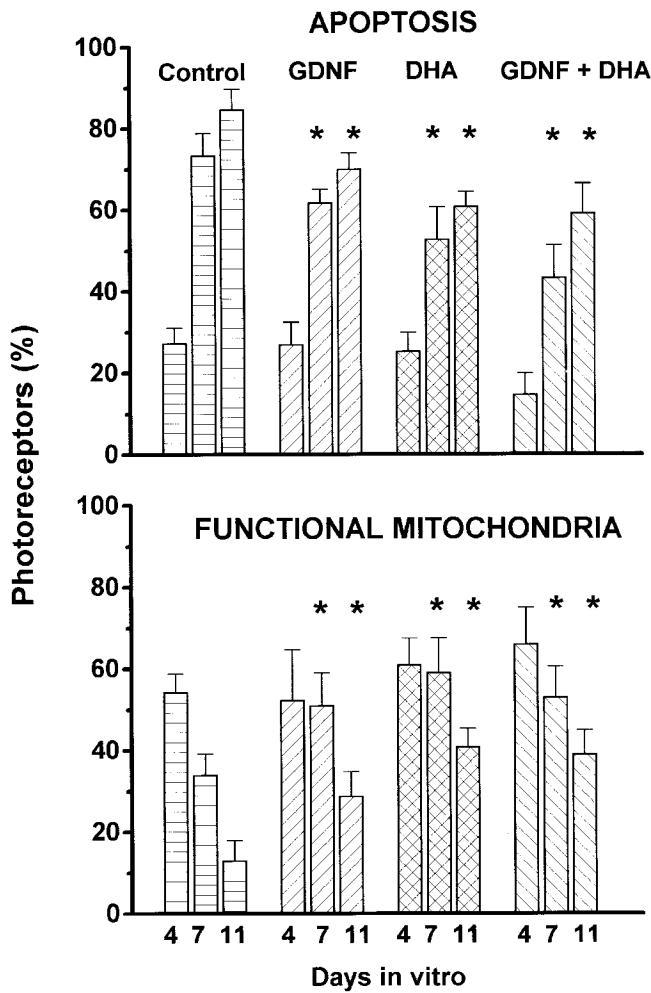 APOPTOSIS
100
Control GDNF DHA GDNF + DHA
80
* * * * * *
60
40
20
0
Photoreceptors (%)
100
FUNCTIONAL MITOCHONDRIA
80
* * * * * *
60
40
20
0
4 7 11 4 7 11 4 7 11 4 7 11
Days in vitro